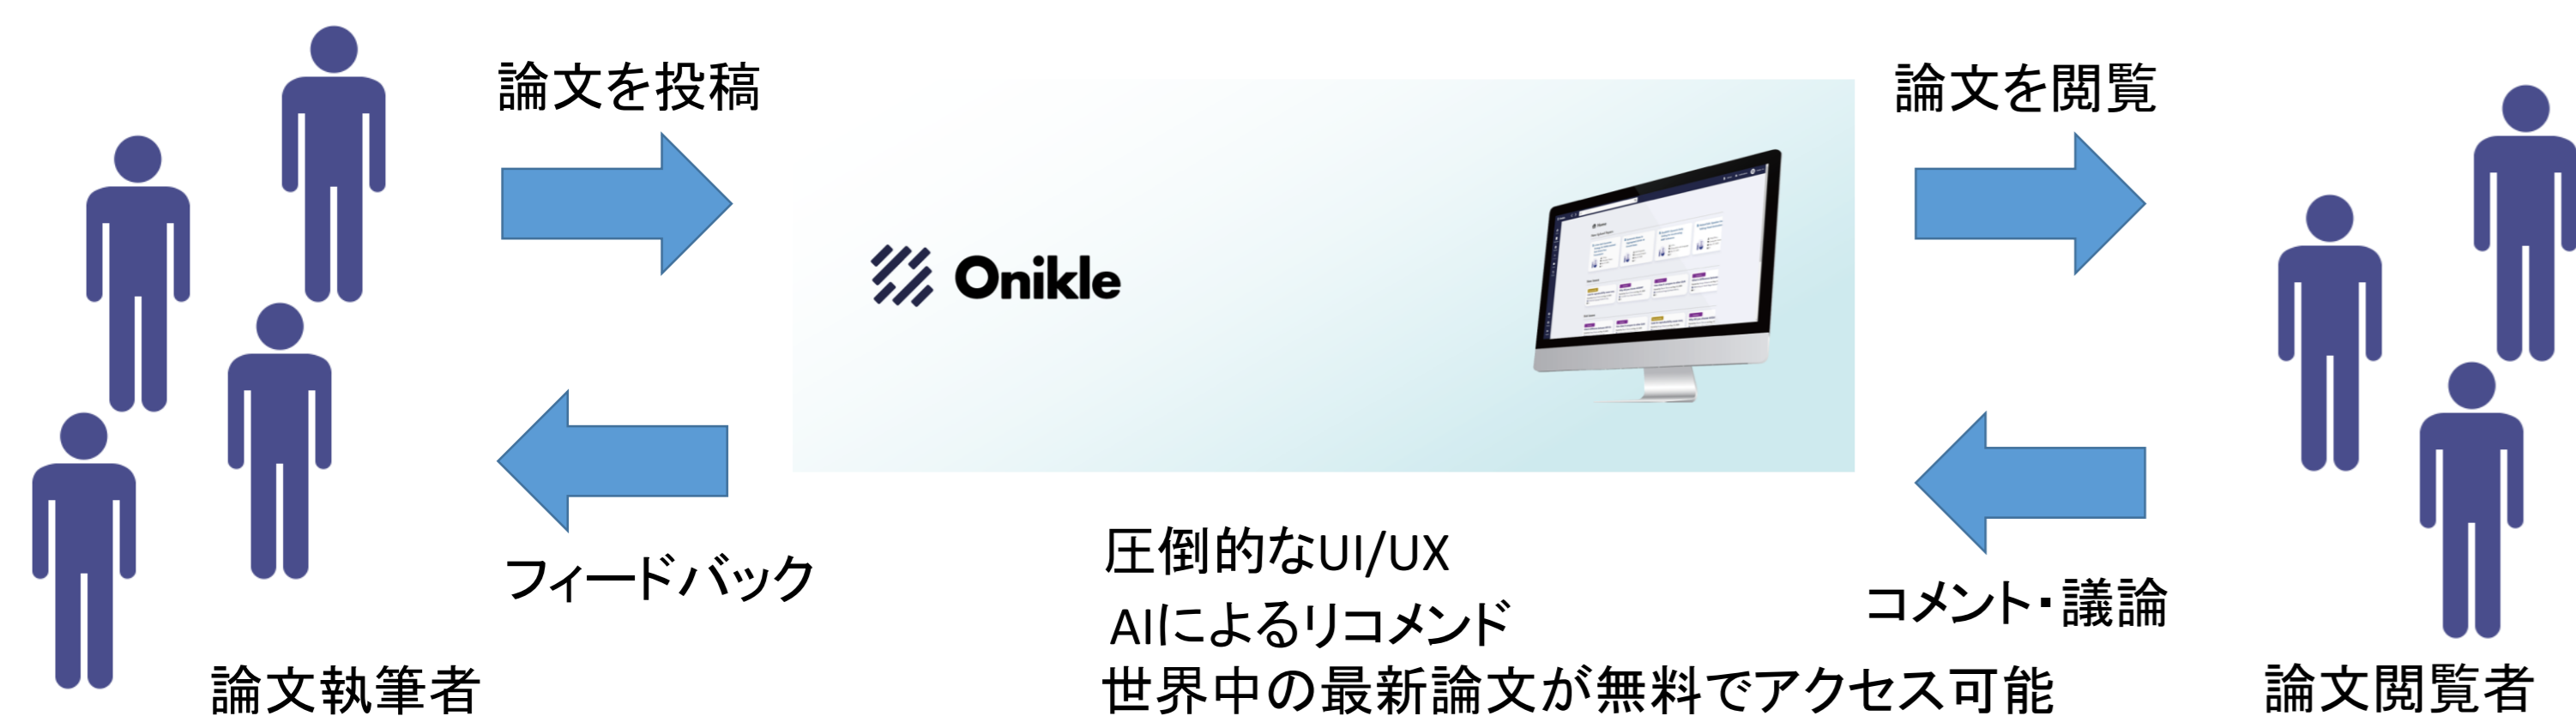 論文を投稿
論文を閲覧
Onikle
フィードバック
圧倒的なUI/UX
AIによるリコメンド
世界中の最新論文が無料でアクセス可能
コメント・議論
論文執筆者
論文閲覧者